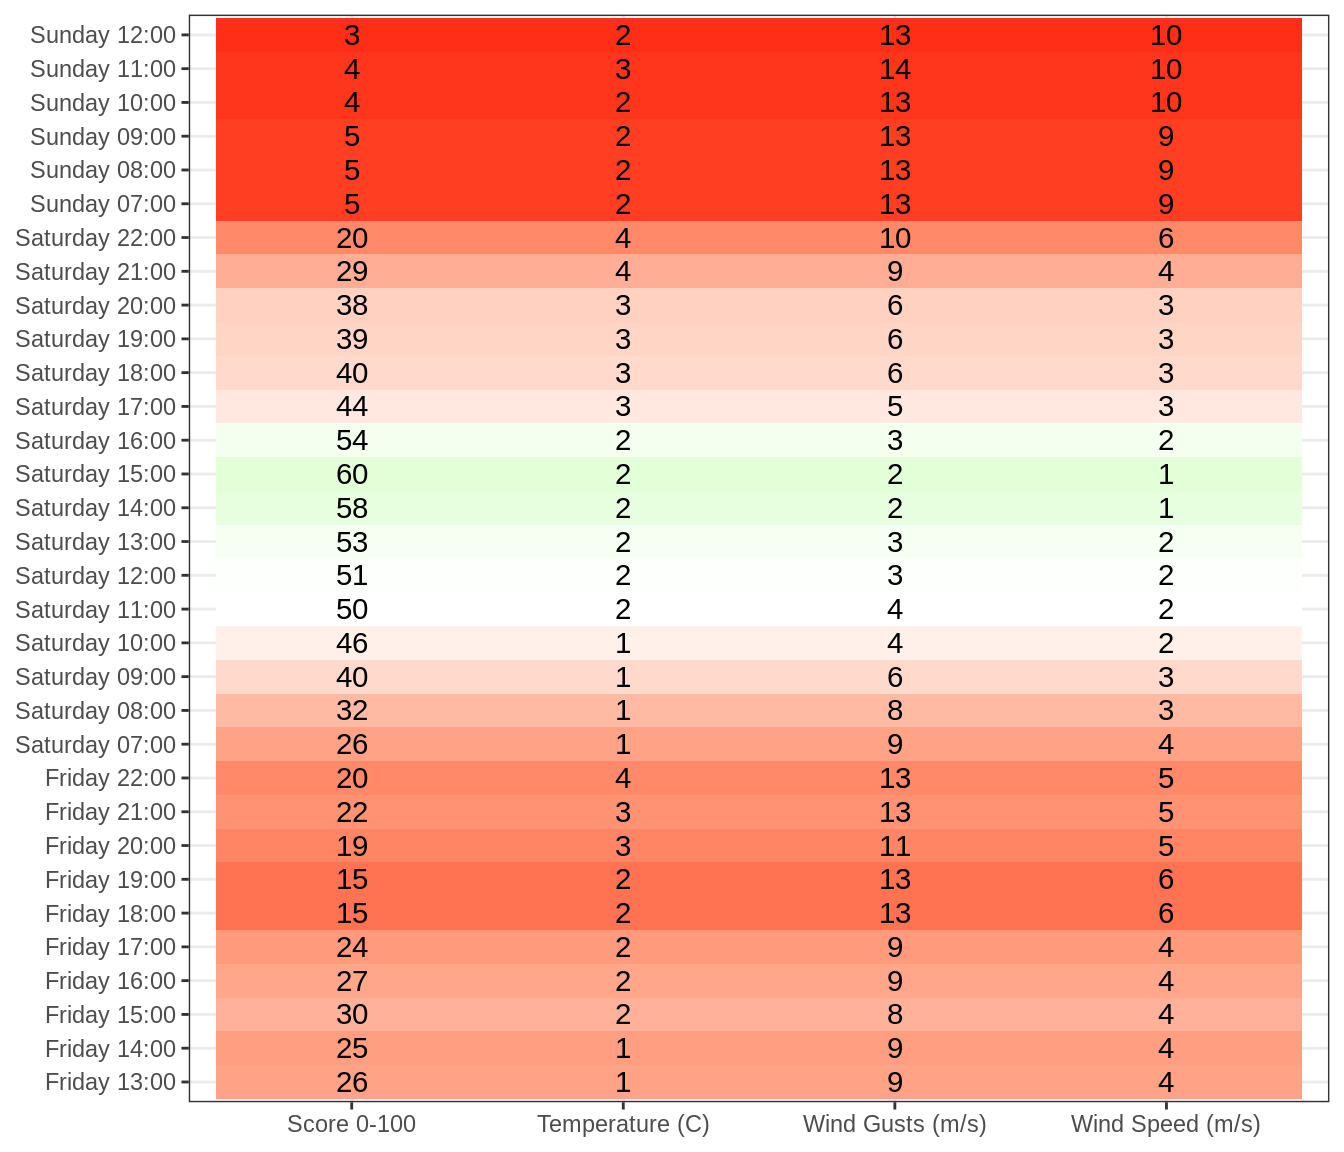 Sunday 12:00 3 2 13 10
Sunday 11:00 4 3 14 10
Sunday 10:00 4 2 13 10
Sunday 09:00 5 2 13 9
Sunday 08:00 5 2 13 9
Sunday 07:00 5 2 13 9
Saturday 22:00 20 4 10 6
Saturday 21:00 29 4 9 4
Saturday 20:00 38 3 6 3
Saturday 19:00 39 3 6 3
Saturday 18:00 40 3 6 3
Saturday 17:00 44 3 5 3
Saturday 16:00 54 2 3 2
Saturday 15:00 60 2 2 1
Saturday 14:00 58 2 2 1
Saturday 13:00 53 2 3 2
Saturday 12:00 51 2 3 2
Saturday 11:00 50 2 4 2
Saturday 10:00 46 1 4 2
Saturday 09:00 40 1 6 3
Saturday 08:00 32 1 8 3
Saturday 07:00 26 1 9 4
Friday 22:00 20 4 13 5
Friday 21:00 22 3 13 5
Friday 20:00 19 3 11 5
Friday 19:00 15 2 13 6
Friday 18:00 15 2 13 6
Friday 17:00 24 2 9 4
Friday 16:00 27 2 9 4
Friday 15:00 30 2 8 4
Friday 14:00 25 1 9 4
Friday 13:00 26 1 9 4
Score 0-100 Temperature (C) Wind Gusts (m/s) Wind Speed (m/s)